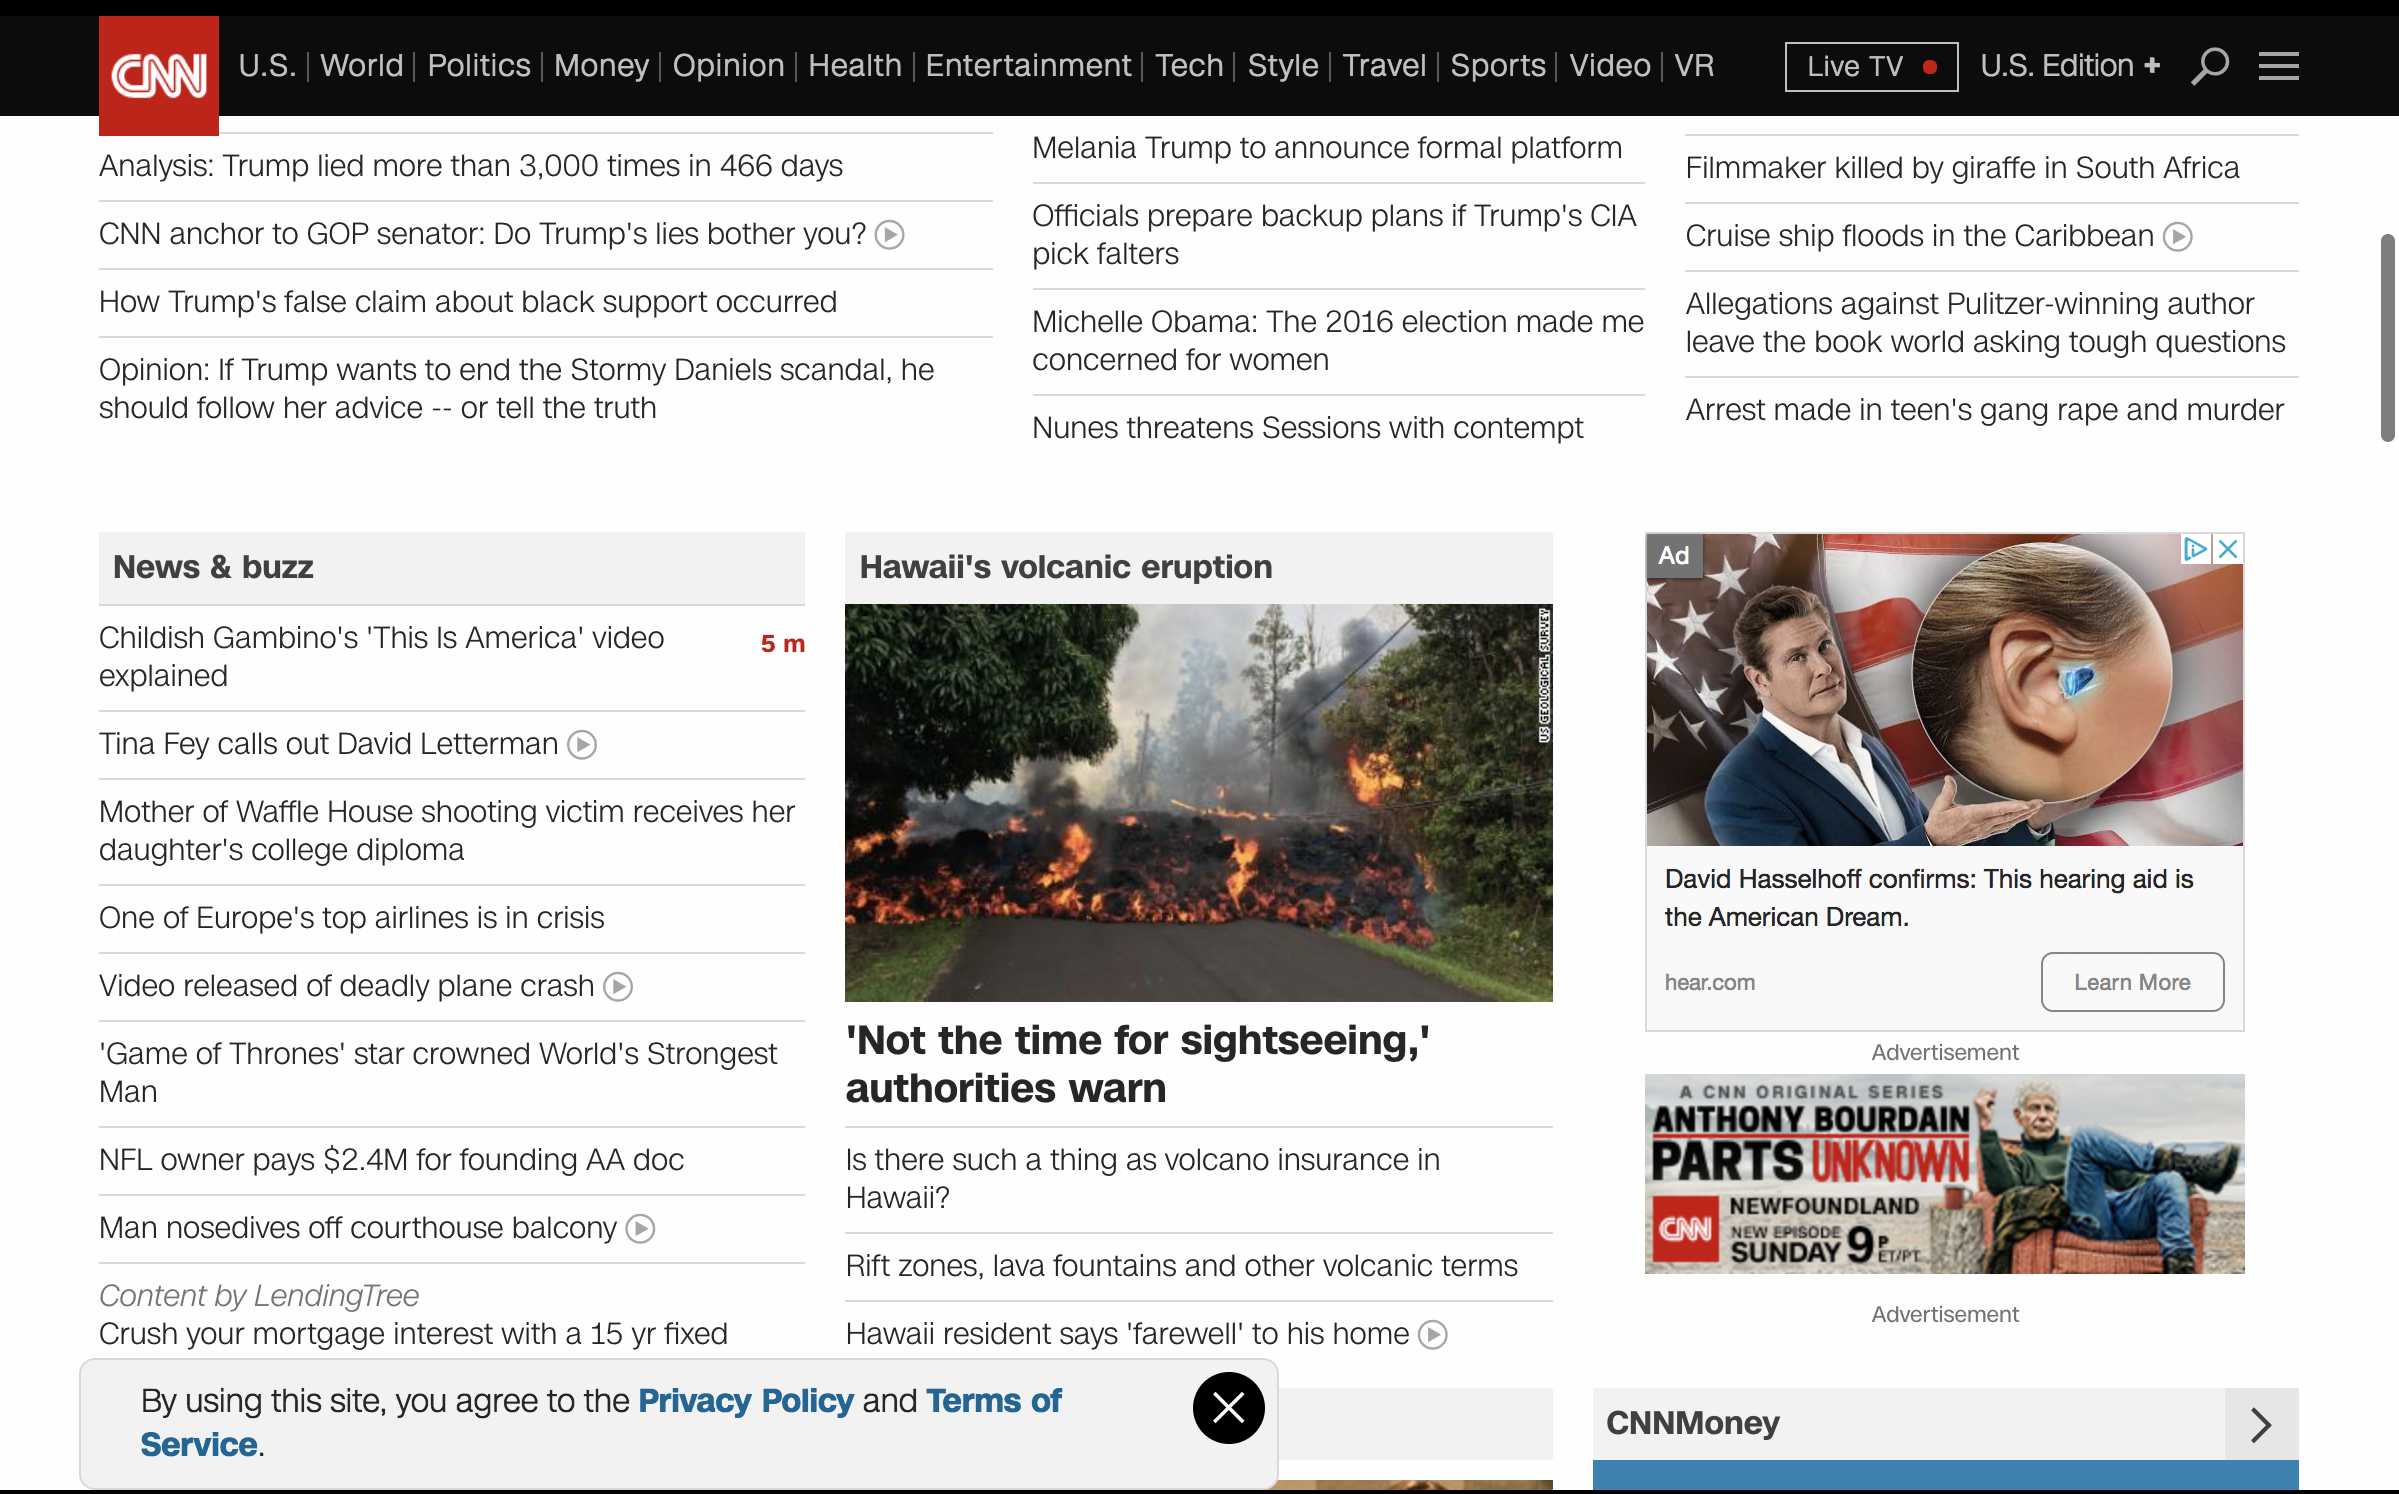 CNN
U.S. World Politics Money Opinion Health Entertainment Tech Style Travel Sports Video VR Live TV U.S. Edition +
Analysis: Trump lied more than 3,000 times in 466 days
CNN anchor to GOP senator: Do Trump's lies bother you?
How Trump's false claim about black support occurred
Opinion: If Trump wants to end the Stormy Daniels scandal, he
should follow her advice -- or tell the truth
Melania Trump to announce formal platform
Officials prepare backup plans if Trump's CIA
pick falters
Michelle Obama: The 2016 election made me
concerned for women
Nunes threatens Sessions with contempt
Filmmaker killed by giraffe in South Africa
Cruise ship floods in the Caribbean
Allegations against Pulitzer-winning author
leave the book world asking tough questions
Arrest made in teen's gang rape and murder
News & buzz
Childish Gambino's 'This Is America' video
explained
5 m
Tina Fey calls out David Letterman
Mother of Waffle House shooting victim receives her
daughter's college diploma
One of Europe's top airlines is in crisis
Video released of deadly plane crash
'Game of Thrones' star crowned World's Strongest
Man
NFL owner pays $2.4M for founding AA doc
Man nosedives off courthouse balcony
Content by LendingTree
Crush your mortgage interest with a 15 yr fixed
Hawaii's volcanic eruption
US GEOLOGICAL SURVEY
'Not the time for sightseeing,'
authorities warn
Is there such a thing as volcano insurance in
Hawaii?
Rift zones, lava fountains and other volcanic terms
Hawaii resident says 'farewell' to his home
Ad
David Hasselhoff confirms: This hearing aid is
the American Dream.
hear.com
Learn More
Advertisement
A CNN ORIGINAL SERIES
ANTHONY BOURDAIN
PARTS UNKNOWN
CNN
NEWFOUNDLAND
NEW EPISODE
SUNDAY 9P ET/PT
Advertisement
By using this site, you agree to the Privacy Policy and Terms of
Service.
CNNMoney